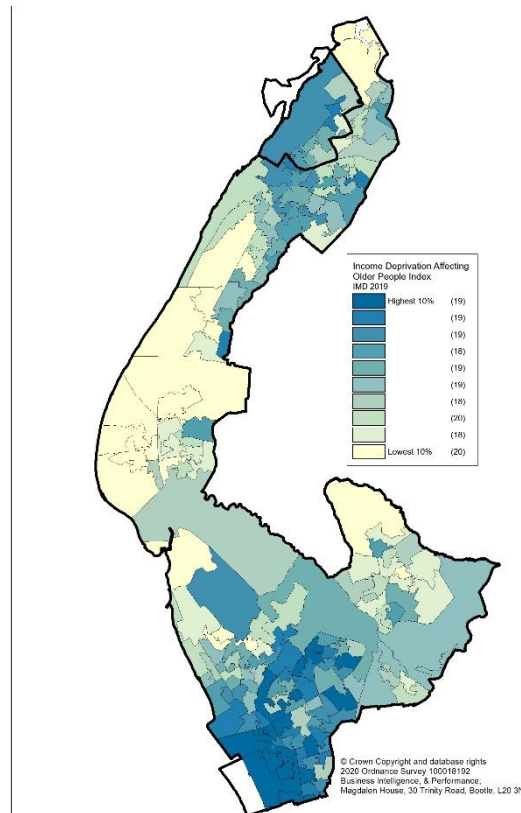 Income Deprivation Affecting
Older People Index
IMD 2019
Highest 10% (19)
(19)
(19)
(18)
(19)
(19)
(18)
(20)
(18)
Lowest 10% (20)
© Crown Copyright and database rights
2020 Ordnance Survey 100018192
Business Intelligence, & Performance,
Magdalen House, 30 Trinity Road, Bootle, L20